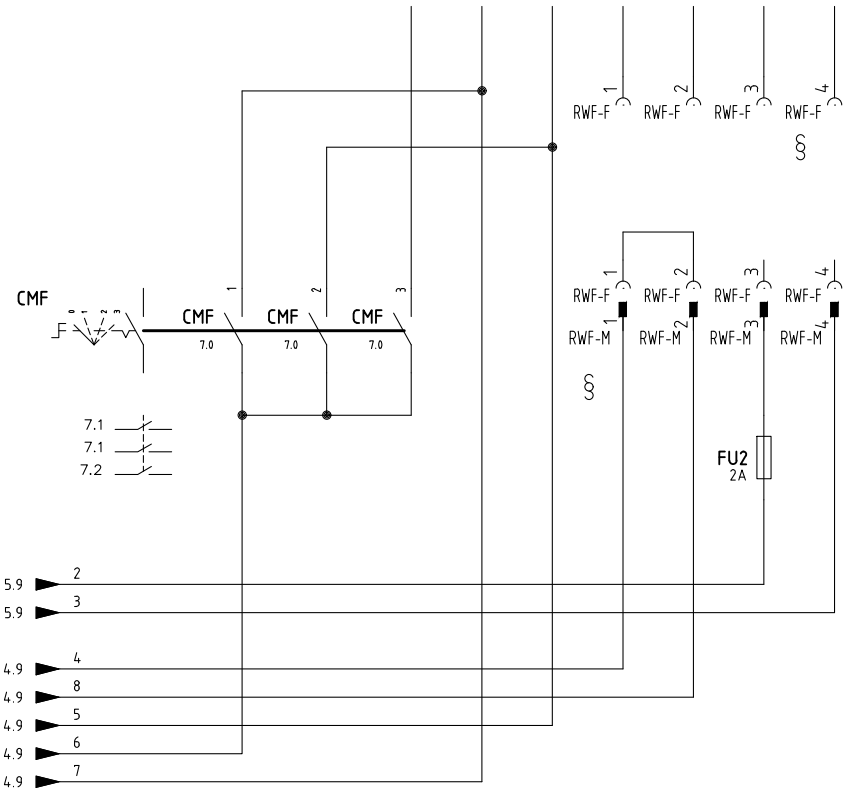 1 2 3 4
RWF-F RWF-F RWF-F RWF-F
§
1 2 3 4
RWF-F RWF-F RWF-F RWF-F
1 2 3 4
RWF-M RWF-M RWF-M RWF-M
§
1 2 3
CMF
0 1 2 3
CMF CMF CMF
7.0 7.0 7.0
7.1
7.1
7.2
FU2
2A
5.9 2
5.9 3
4.9 4
4.9 8
4.9 5
4.9 6
4.9 7